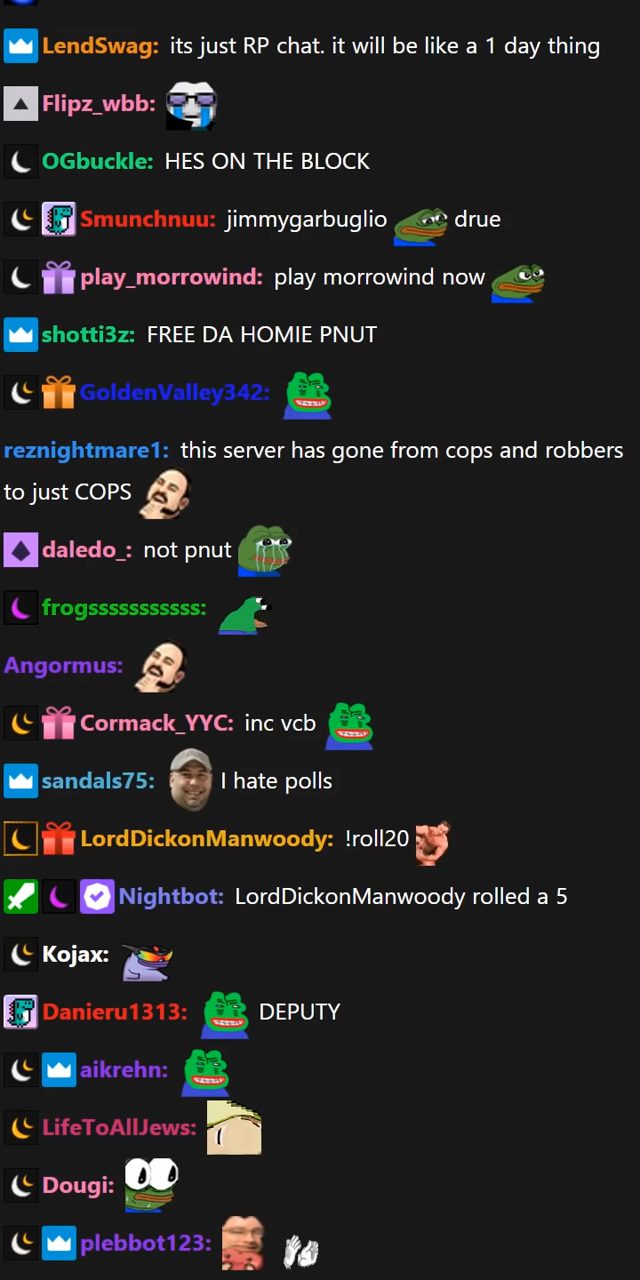 LendSwag: its just RP chat. it will be like a 1 day thing
Flipz_wbb:
OGbuckle: HES ON THE BLOCK
Smunchnuu: jimmygarbuglio drue
play_morrowind: play morrowind now
shotti3z: FREE DA HOMIE PNUT
GoldenValley342:
reznightmare1: this server has gone from cops and robbers
to just COPS
daledo_: not pnut
frogsssssssssss:
Angormus:
Cormack_YYC: inc vcb
sandals75: I hate polls
LordDickonManwoody: !roll20
Nightbot: LordDickonManwoody rolled a 5
Kojax:
Danieru1313: DEPUTY
aikrehn:
LifeToAllJews:
Dougi:
plebbot123: